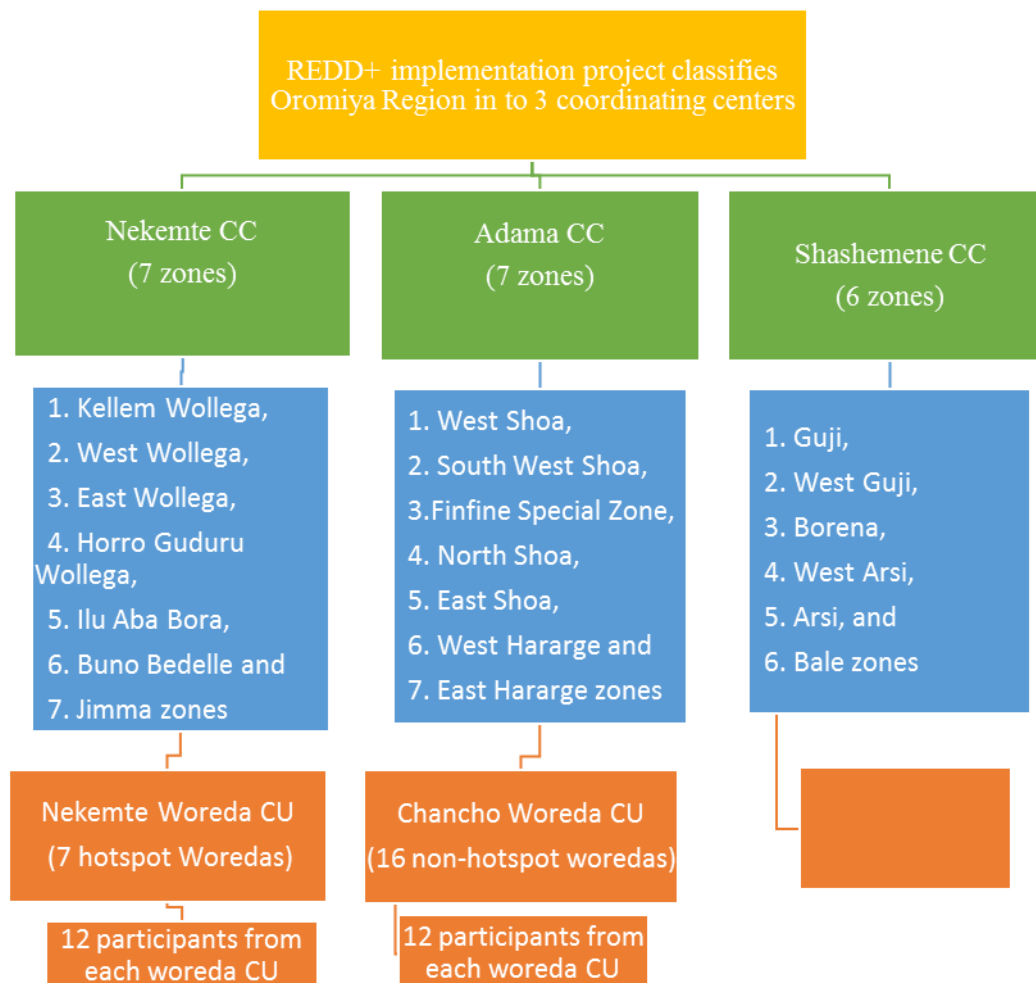 REDD+ implementation project classifies
Oromiya Region in to 3 coordinating centers
Nekemte CC
(7 zones)
Adama CC
(7 zones)
Shashemene CC
(6 zones)
1. Kellem Wollega,
2. West Wollega,
3. East Wollega,
4. Horro Guduru
Wollega,
5. Ilu Aba Bora,
6. Buno Bedelle and
7. Jimma zones
1. West Shoa,
2. South West Shoa,
3.Finfine Special Zone,
4. North Shoa,
5. East Shoa,
6. West Hararge and
7. East Hararge zones
1. Guji,
2. West Guji,
3. Borena,
4. West Arsi,
5. Arsi, and
6. Bale zones
Nekemte Woreda CU
(7 hotspot Woredas)
Chancho Woreda CU
(16 non-hotspot woredas)
12 participants from
each woreda CU
12 participants from
each woreda CU